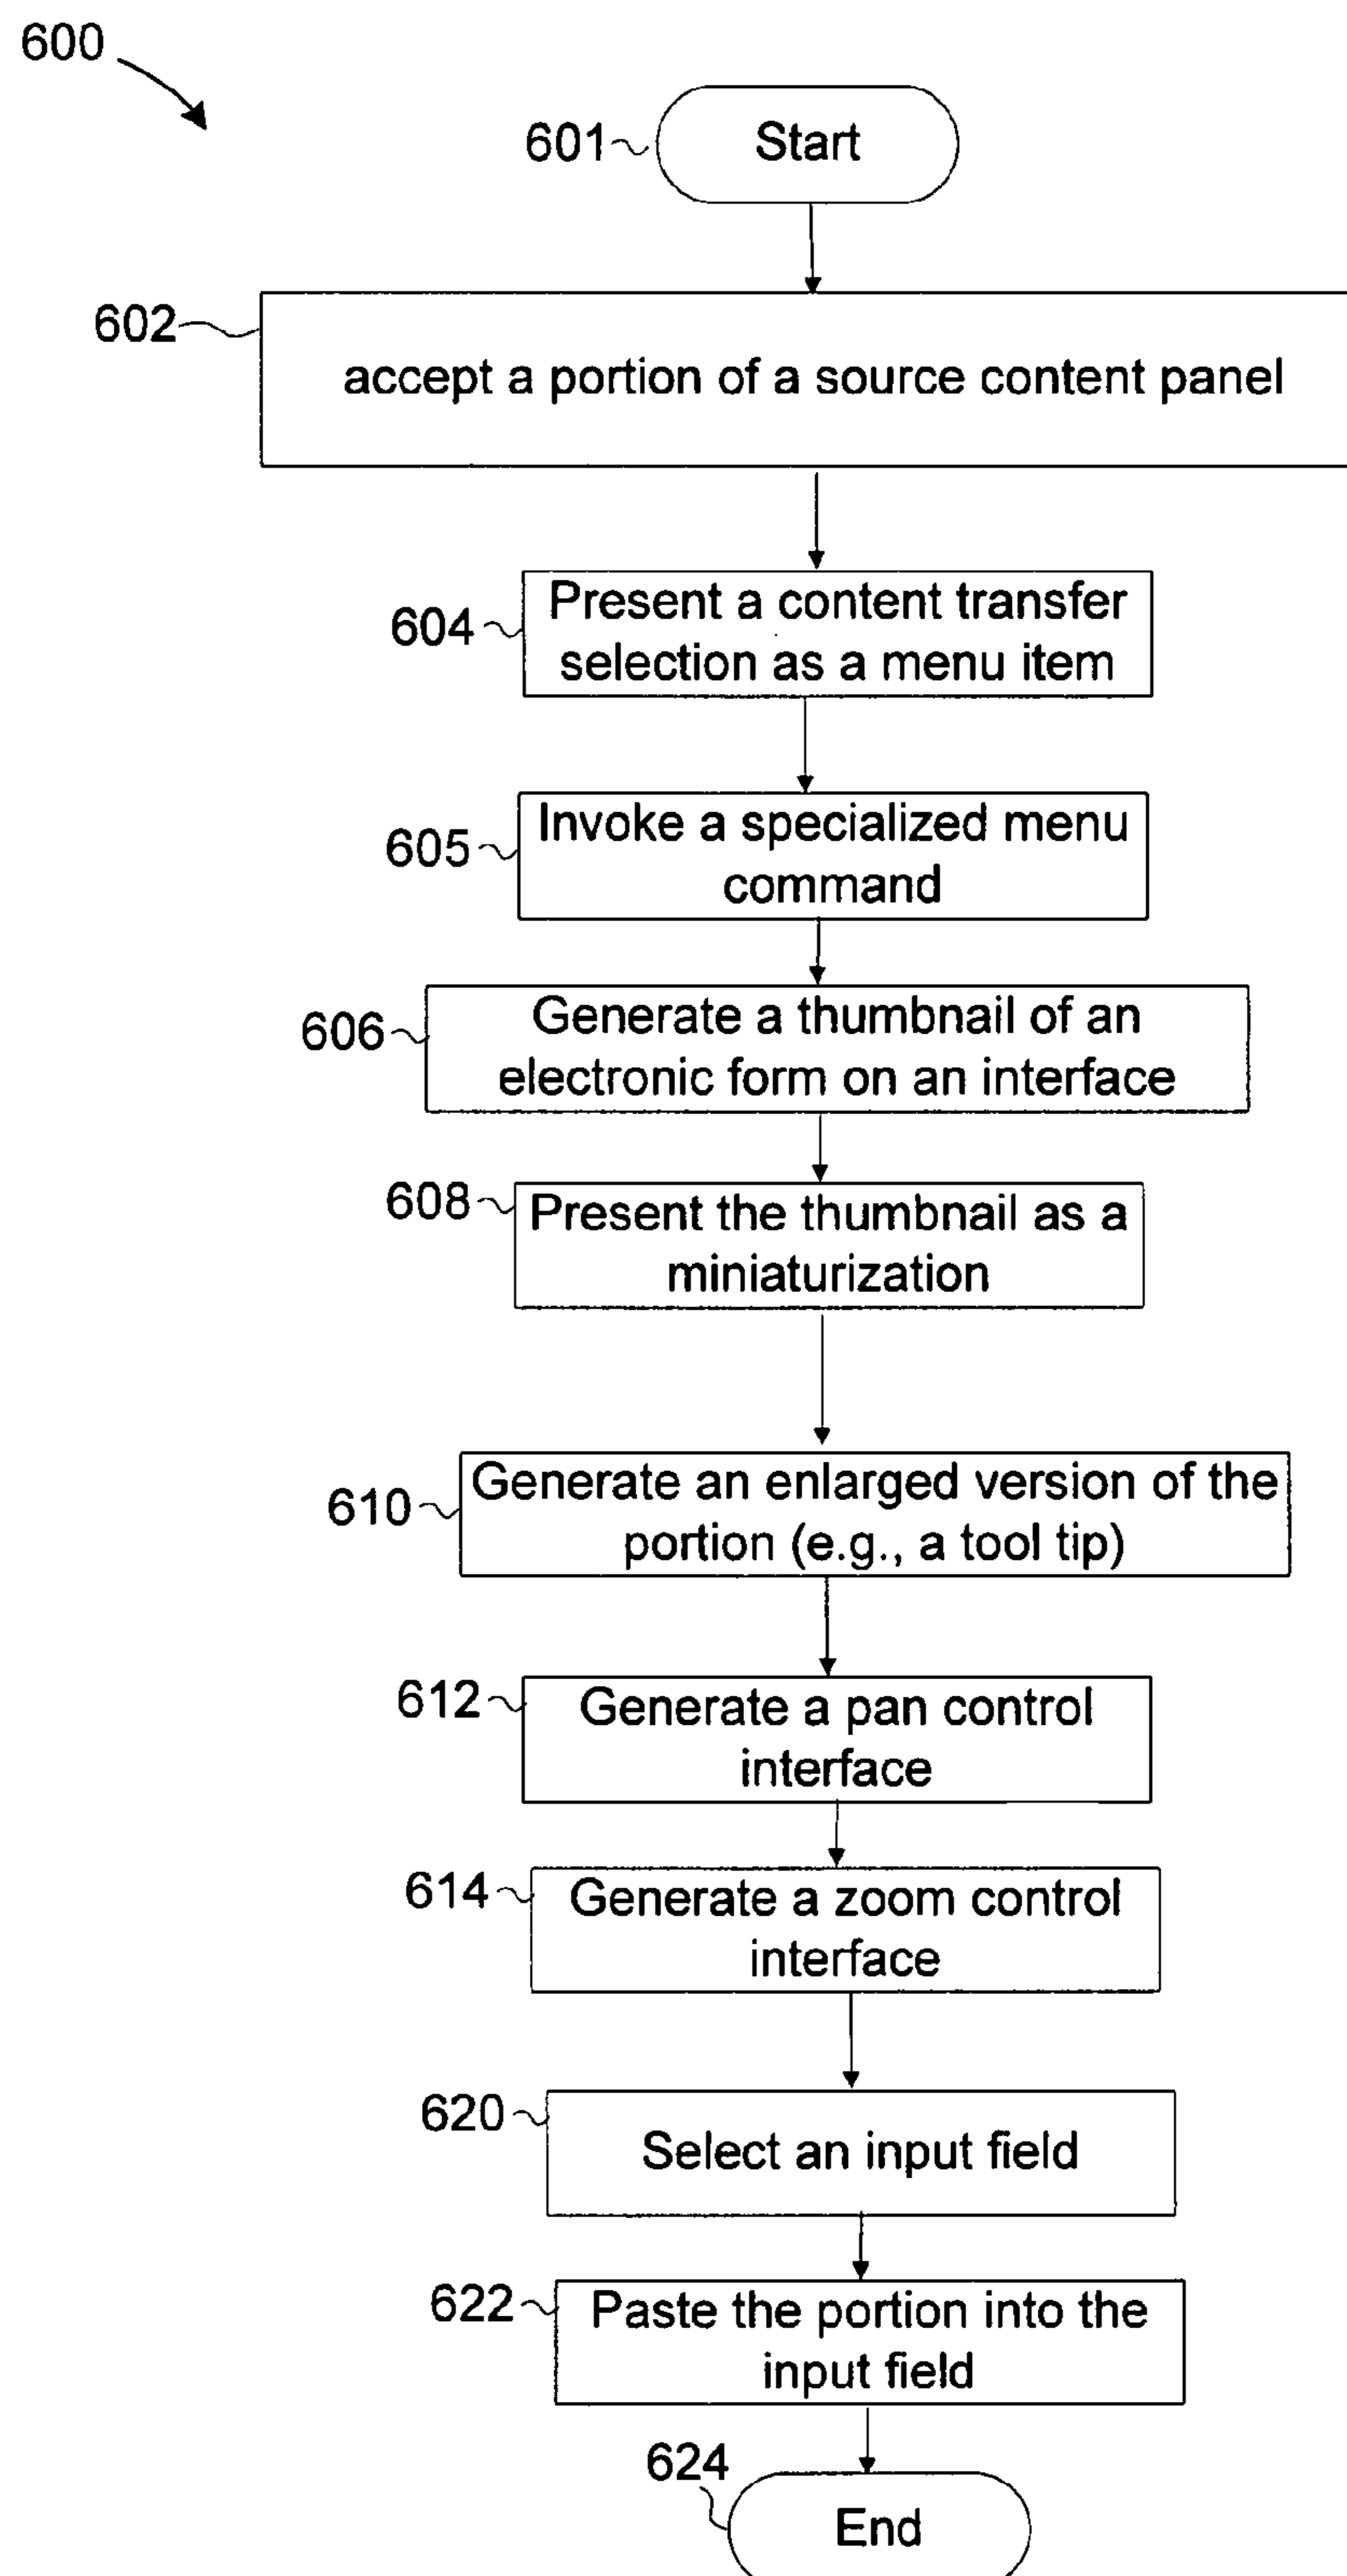 600
601
Start
602
accept a portion of a source content panel
604
Present a content transfer
selection as a menu item
605
Invoke a specialized menu
command
606
Generate a thumbnail of an
electronic form on an interface
608
Present the thumbnail as a
miniaturization
610
Generate an enlarged version of the
portion (e.g., a tool tip)
612
Generate a pan control
interface
614
Generate a zoom control
interface
620
Select an input field
622
Paste the portion into the
input field
624
End